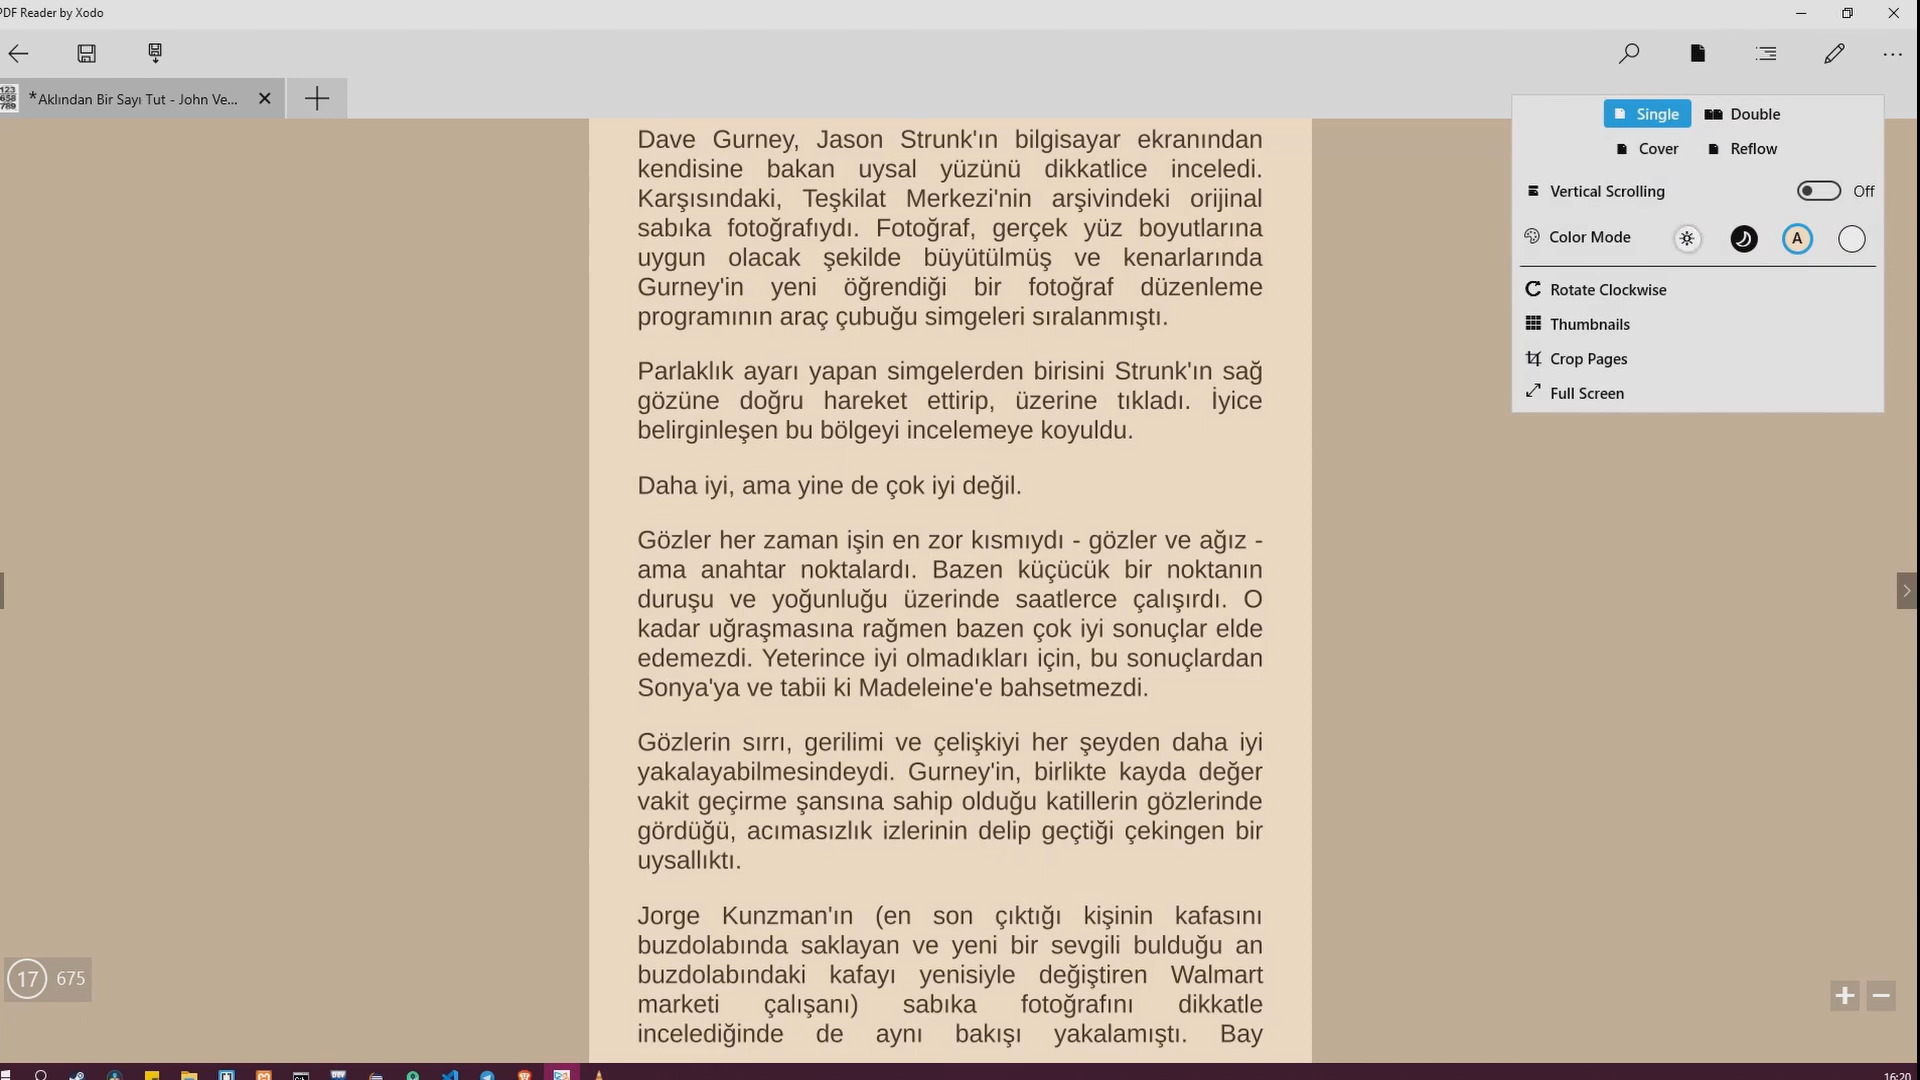 PDF Reader by Xodo
*Aklından Bir Sayı Tut - John Ve...
Single
Double
Cover
Reflow
Vertical Scrolling
Off
Color Mode
A
Rotate Clockwise
Thumbnails
Crop Pages
Full Screen
Dave Gurney, Jason Strunk'ın bilgisayar ekranından
kendisine bakan uysal yüzünü dikkatlice inceledi.
Karşısındaki, Teşkilat Merkezi'nin arşivindeki orijinal
sabıka fotoğrafıydı. Fotoğraf, gerçek yüz boyutlarına
uygun olacak şekilde büyütülmüş ve kenarlarında
Gurney'in yeni öğrendiği bir fotoğraf düzenleme
programının araç çubuğu simgeleri sıralanmıştı.
Parlaklık ayarı yapan simgelerden birisini Strunk'ın sağ
gözüne doğru hareket ettirip, üzerine tıkladı. İyice
belirginleşen bu bölgeyi incelemeye koyuldu.
Daha iyi, ama yine de çok iyi değil.
Gözler her zaman işin en zor kısmıydı - gözler ve ağız -
ama anahtar noktalardı. Bazen küçücük bir noktanın
duruşu ve yoğunluğu üzerinde saatlerce çalışırdı. O
kadar uğraşmasına rağmen bazen çok iyi sonuçlar elde
edemezdi. Yeterince iyi olmadıkları için, bu sonuçlardan
Sonya'ya ve tabii ki Madeleine'e bahsetmezdi.
Gözlerin sırrı, gerilimi ve çelişkiyi her şeyden daha iyi
yakalayabilmesindeydi. Gurney'in, birlikte kayda değer
vakit geçirme şansına sahip olduğu katillerin gözlerinde
gördüğü, acımasızlık izlerinin delip geçtiği çekingen bir
uysallıktı.
Jorge Kunzman'ın (en son çıktığı kişinin kafasını
buzdolabında saklayan ve yeni bir sevgili bulduğu an
buzdolabındaki kafayı yenisiyle değiştiren Walmart
marketi çalışanı) sabıka fotoğrafını dikkatle
incelediğinde de aynı bakışı yakalamıştı. Bay
17 675
16:20